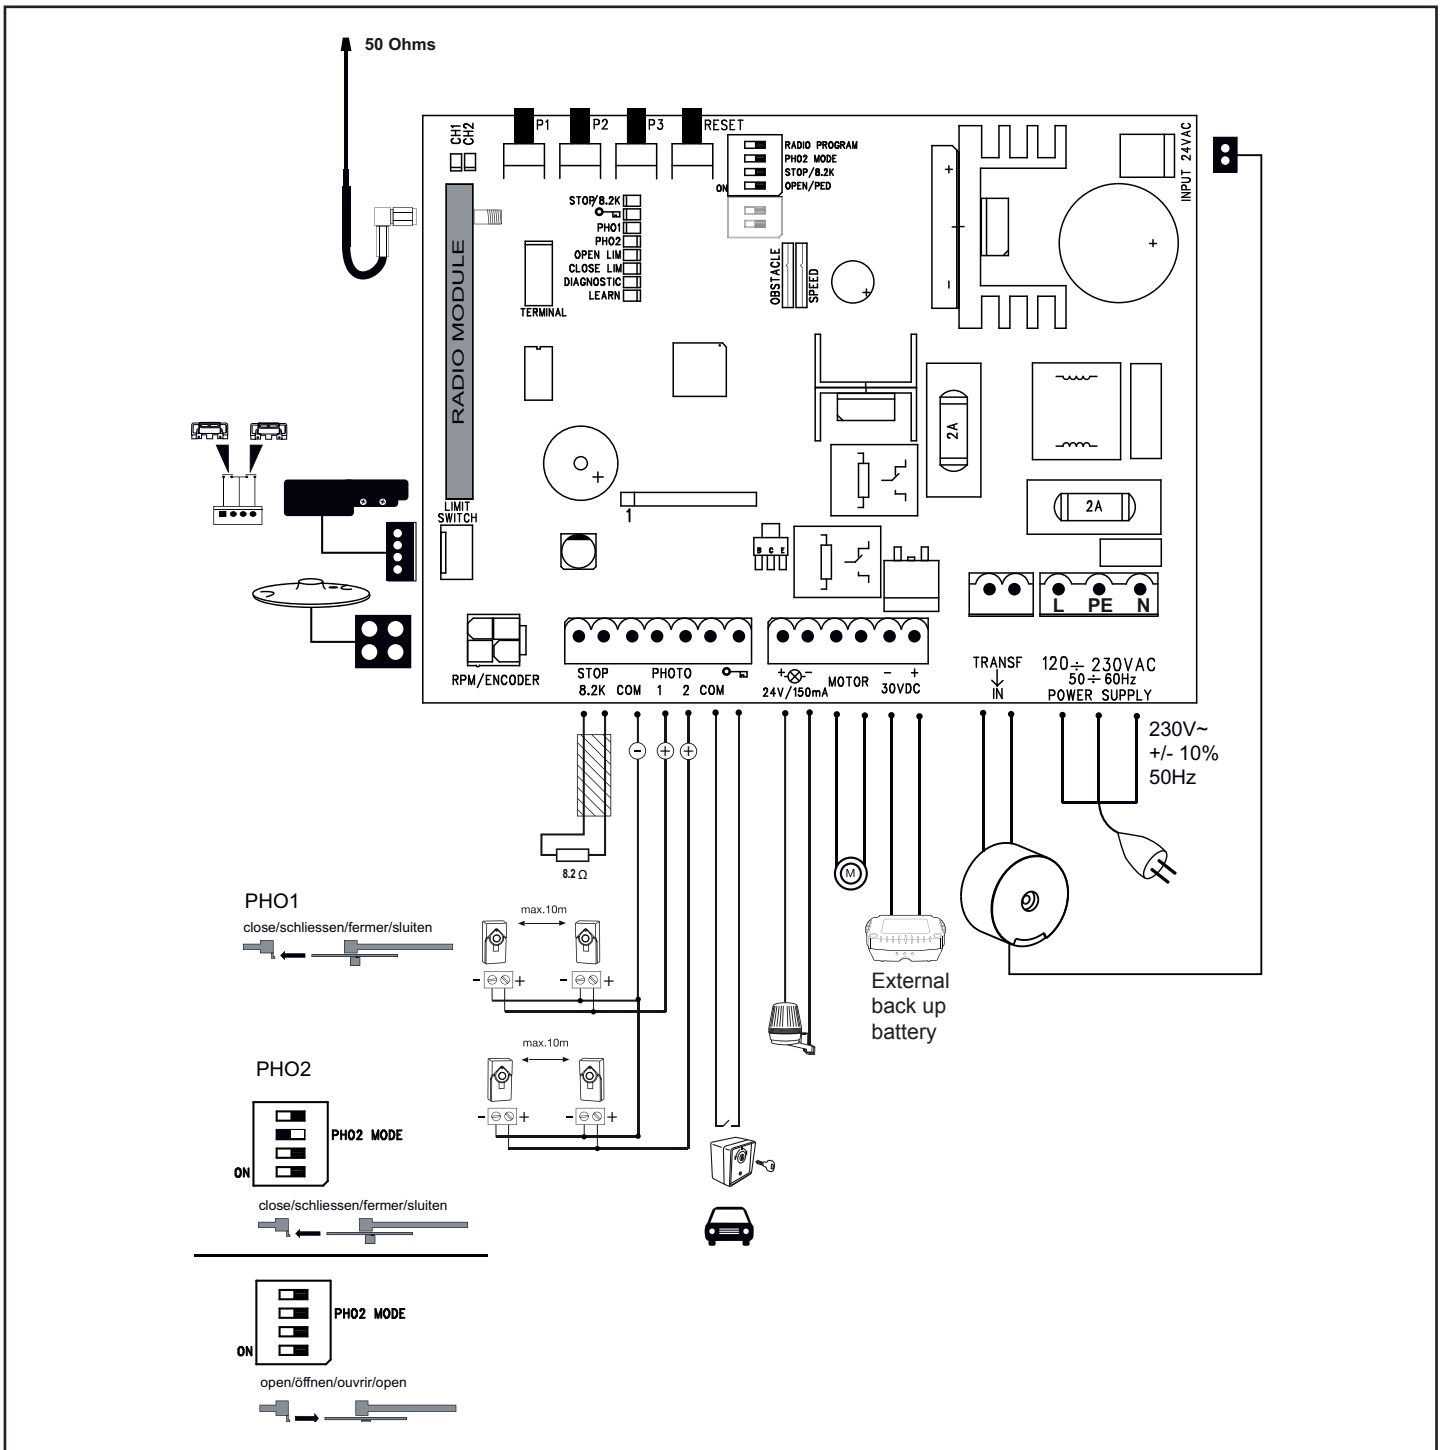 50 Ohms
CH1
CH2
P1
P2
P3
RESET
RADIO PROGRAM
PHO2 MODE
STOP/8.2K
OPEN/PED
ON
INPUT 24VAC
+
-
+
STOP/8.2K
PHO1
PHO2
OPEN LIM
CLOSE LIM
DIAGNOSTIC
LEARN
TERMINAL
OBSTACLE
SPEED
+
RADIO MODULE
2A
2A
+
LIMIT
SWITCH
1
B C E
L PE N
RPM/ENCODER
STOP
8.2K COM
PHOTO
1 2 COM
+ -
24V/150mA
MOTOR
- +
30VDC
TRANSF
IN
120÷ 230VAC
50÷60Hz
POWER SUPPLY
230V~
+/- 10%
50Hz
- + +
8.2 Ω
M
External
back up
battery
PHO1
close/schliessen/fermer/sluiten
max.10m
- + - +
PHO2
max.10m
- + - +
PHO2 MODE
ON
close/schliessen/fermer/sluiten
PHO2 MODE
ON
open/öffnen/ouvrir/open